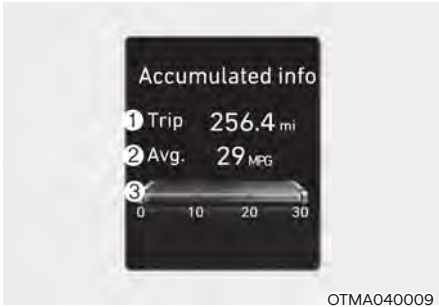 Accumulated info
① Trip 256.4 mi
② Avg. 29 MPG
③
0 10 20 30
OTMA040009